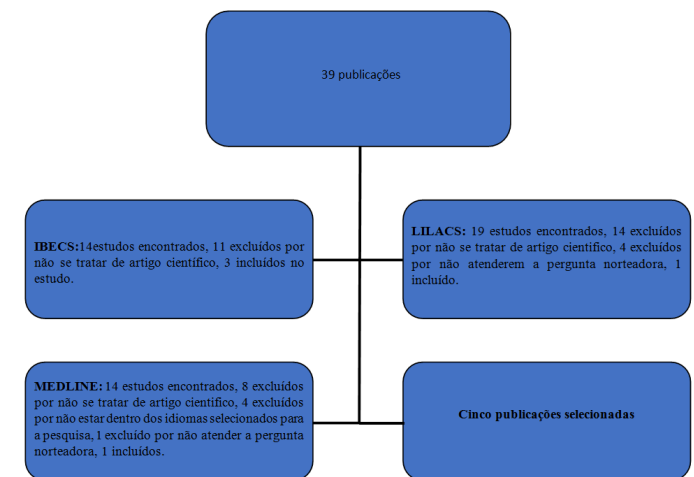 39 publicações
IBECS:14estudos encontrados, 11 excluídos por
não se tratar de artigo científico, 3 incluídos no
estudo.
LILACS: 19 estudos encontrados, 14 excluídos
por não se tratar de artigo cientifico, 4 excluídos
por não atenderem a pergunta norteadora, 1
incluído.
MEDLINE: 14 estudos encontrados, 8 excluídos
por não se tratar de artigo científico, 4 excluídos
por não estar dentro dos idiomas selecionados para
a pesquisa, 1 excluído por não atender a pergunta
norteadora, 1 incluídos.
Cinco publicações selecionadas